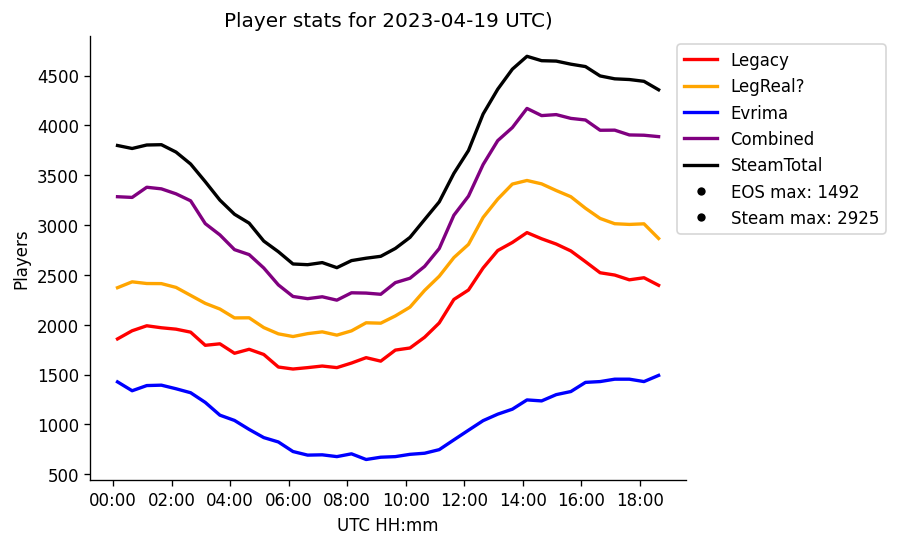 Player stats for 2023-04-19 UTC)
Players
4500
4000
3500
3000
2500
2000
1500
1000
500
00:00 02:00 04:00 06:00 08:00 10:00 12:00 14:00 16:00 18:00
UTC HH:mm
Legacy
LegReal?
Evrima
Combined
SteamTotal
EOS max: 1492
Steam max: 2925